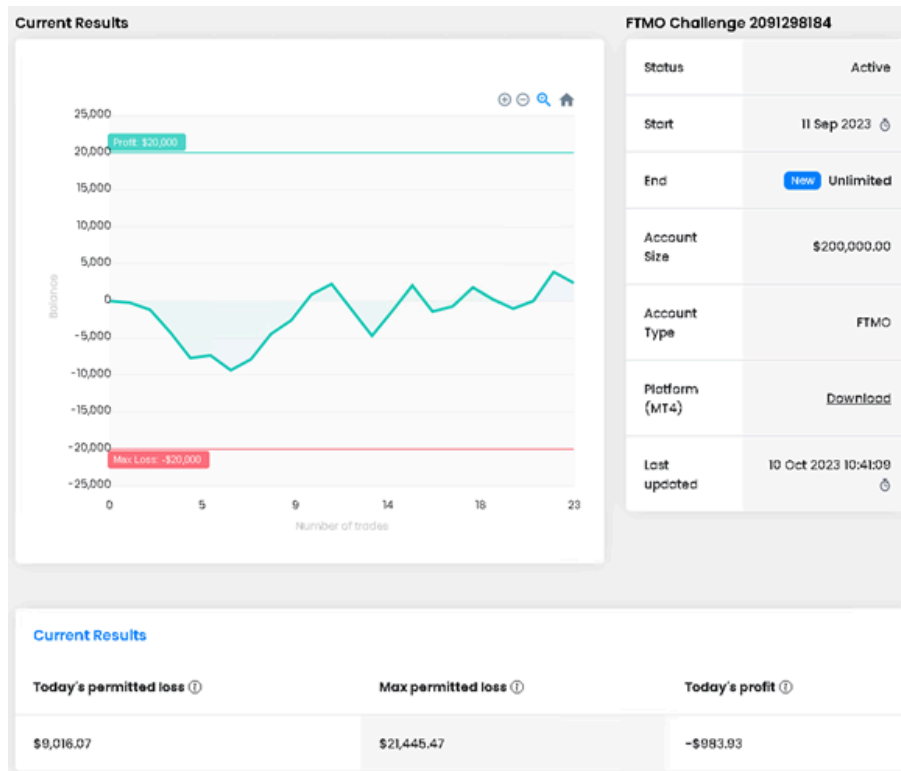 Current Results
25,000
Profit: $20,000
20,000
15,000
10,000
5,000
0
-5,000
-10,000
-15,000
-20,000
Max Loss: -$20,000
-25,000
Balance
0 5 9 14 18 23
Number of trades
FTMO Challenge 2091298184
Status Active
Start 11 Sep 2023
End New Unlimited
Account
Size
$200,000.00
Account
Type
FTMO
Platform
(MT4)
Download
Last
updated
10 Oct 2023 10:41:09
Current Results
Today's permitted loss Max permitted loss Today's profit
$9,016.07 $21,445.47 -$983.93